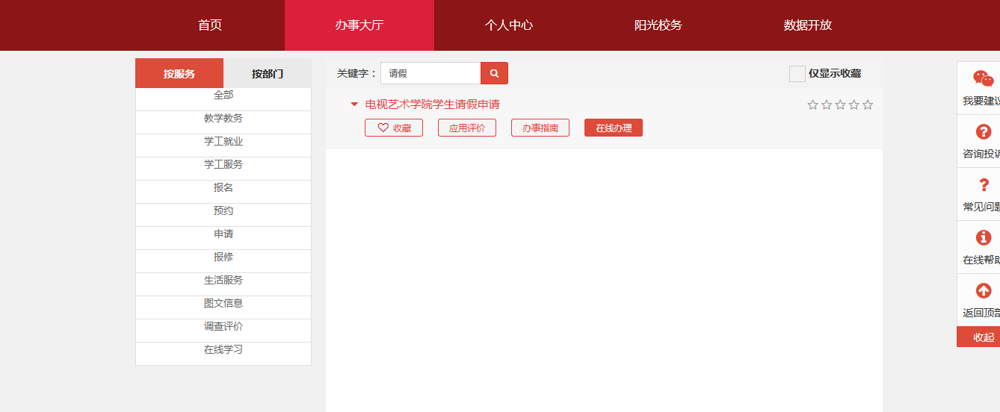 首页
办事大厅
个人中心
阳光校务
数据开放
按服务
按部门
全部
教学教务
学工就业
学工服务
报名
预约
申请
报修
生活服务
图文信息
调查评价
在线学习
关键字：
请假
仅显示收藏
电视艺术学院学生请假申请
收藏
应用评价
办事指南
在线办理
我要建议
咨询投诉
常见问题
在线帮助
返回顶部
收起